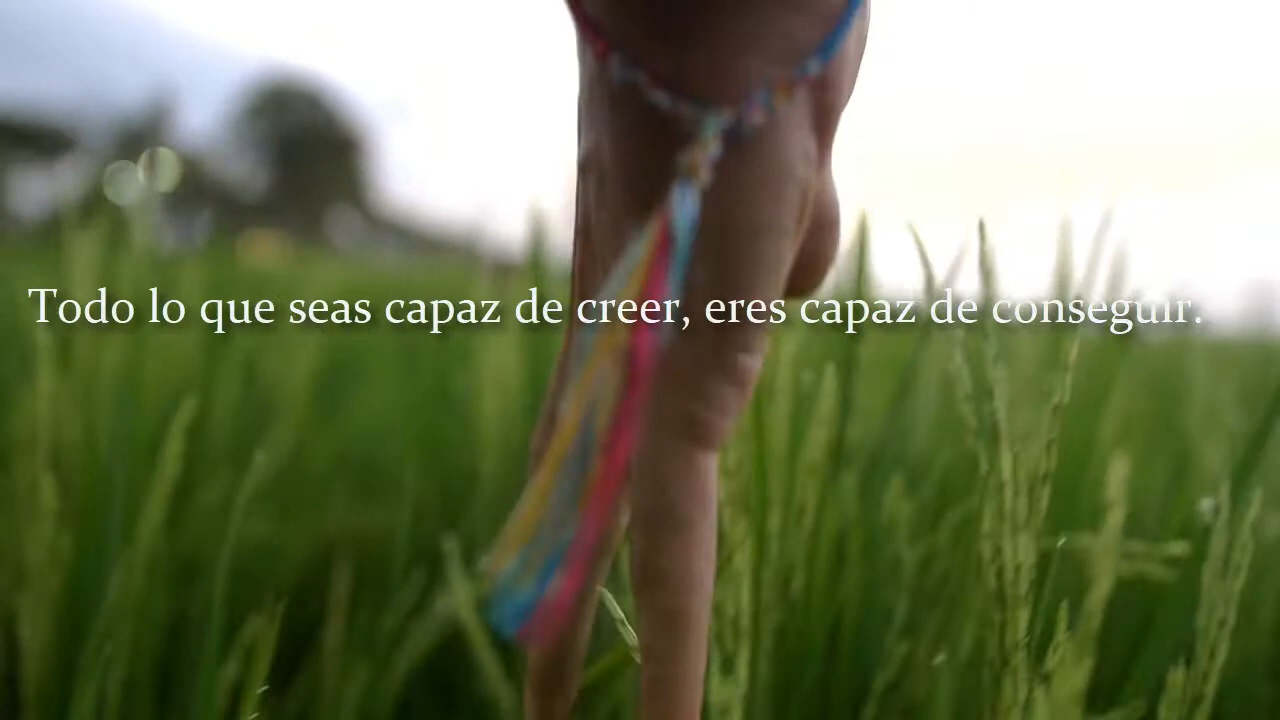 Todo lo que seas capaz de creer, eres capaz de conseguir.